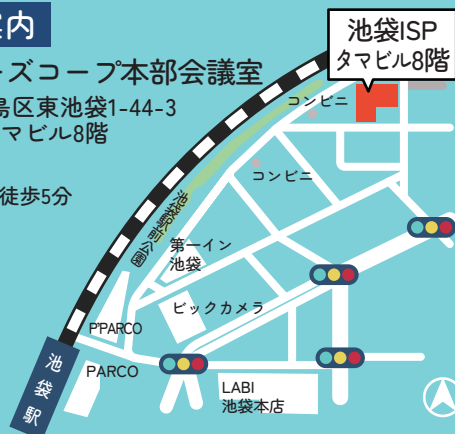 案内
ーズコープ本部会議室
島区東池袋1-44-3
タマビル8階
徒歩5分
池袋ISP
タマビル8階
コンビニ
コンビニ
池袋駅前公園
第一イン
池袋
ビックカメラ
P'PARCO
PARCO
池袋駅
LABI
池袋本店